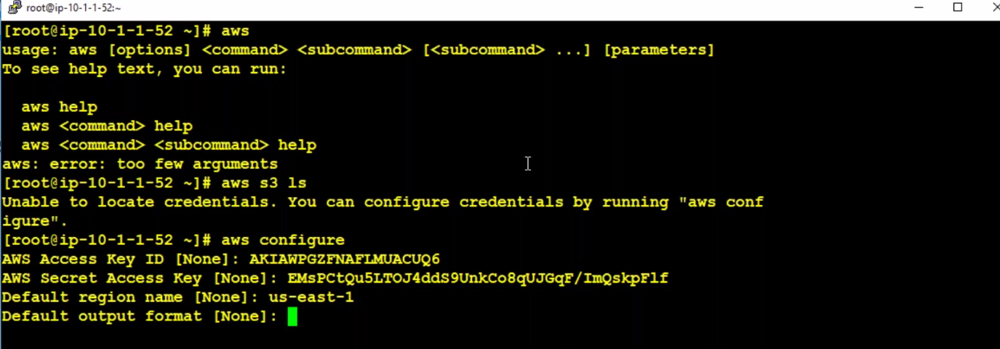 root@ip-10-1-1-52:~
[root@ip-10-1-1-52 ~]# aws
usage: aws [options] <command> <subcommand> [<subcommand> ...] [parameters]
To see help text, you can run:
aws help
aws <command> help
aws <command> <subcommand> help
aws: error: too few arguments
[root@ip-10-1-1-52 ~]# aws s3 ls
Unable to locate credentials. You can configure credentials by running "aws conf
igure".
[root@ip-10-1-1-52 ~]# aws configure
AWS Access Key ID [None]: AKIAWPGZFNAFLMUACUQ6
AWS Secret Access Key [None]: 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
Default region name [None]: us-east-1
Default output format [None]: